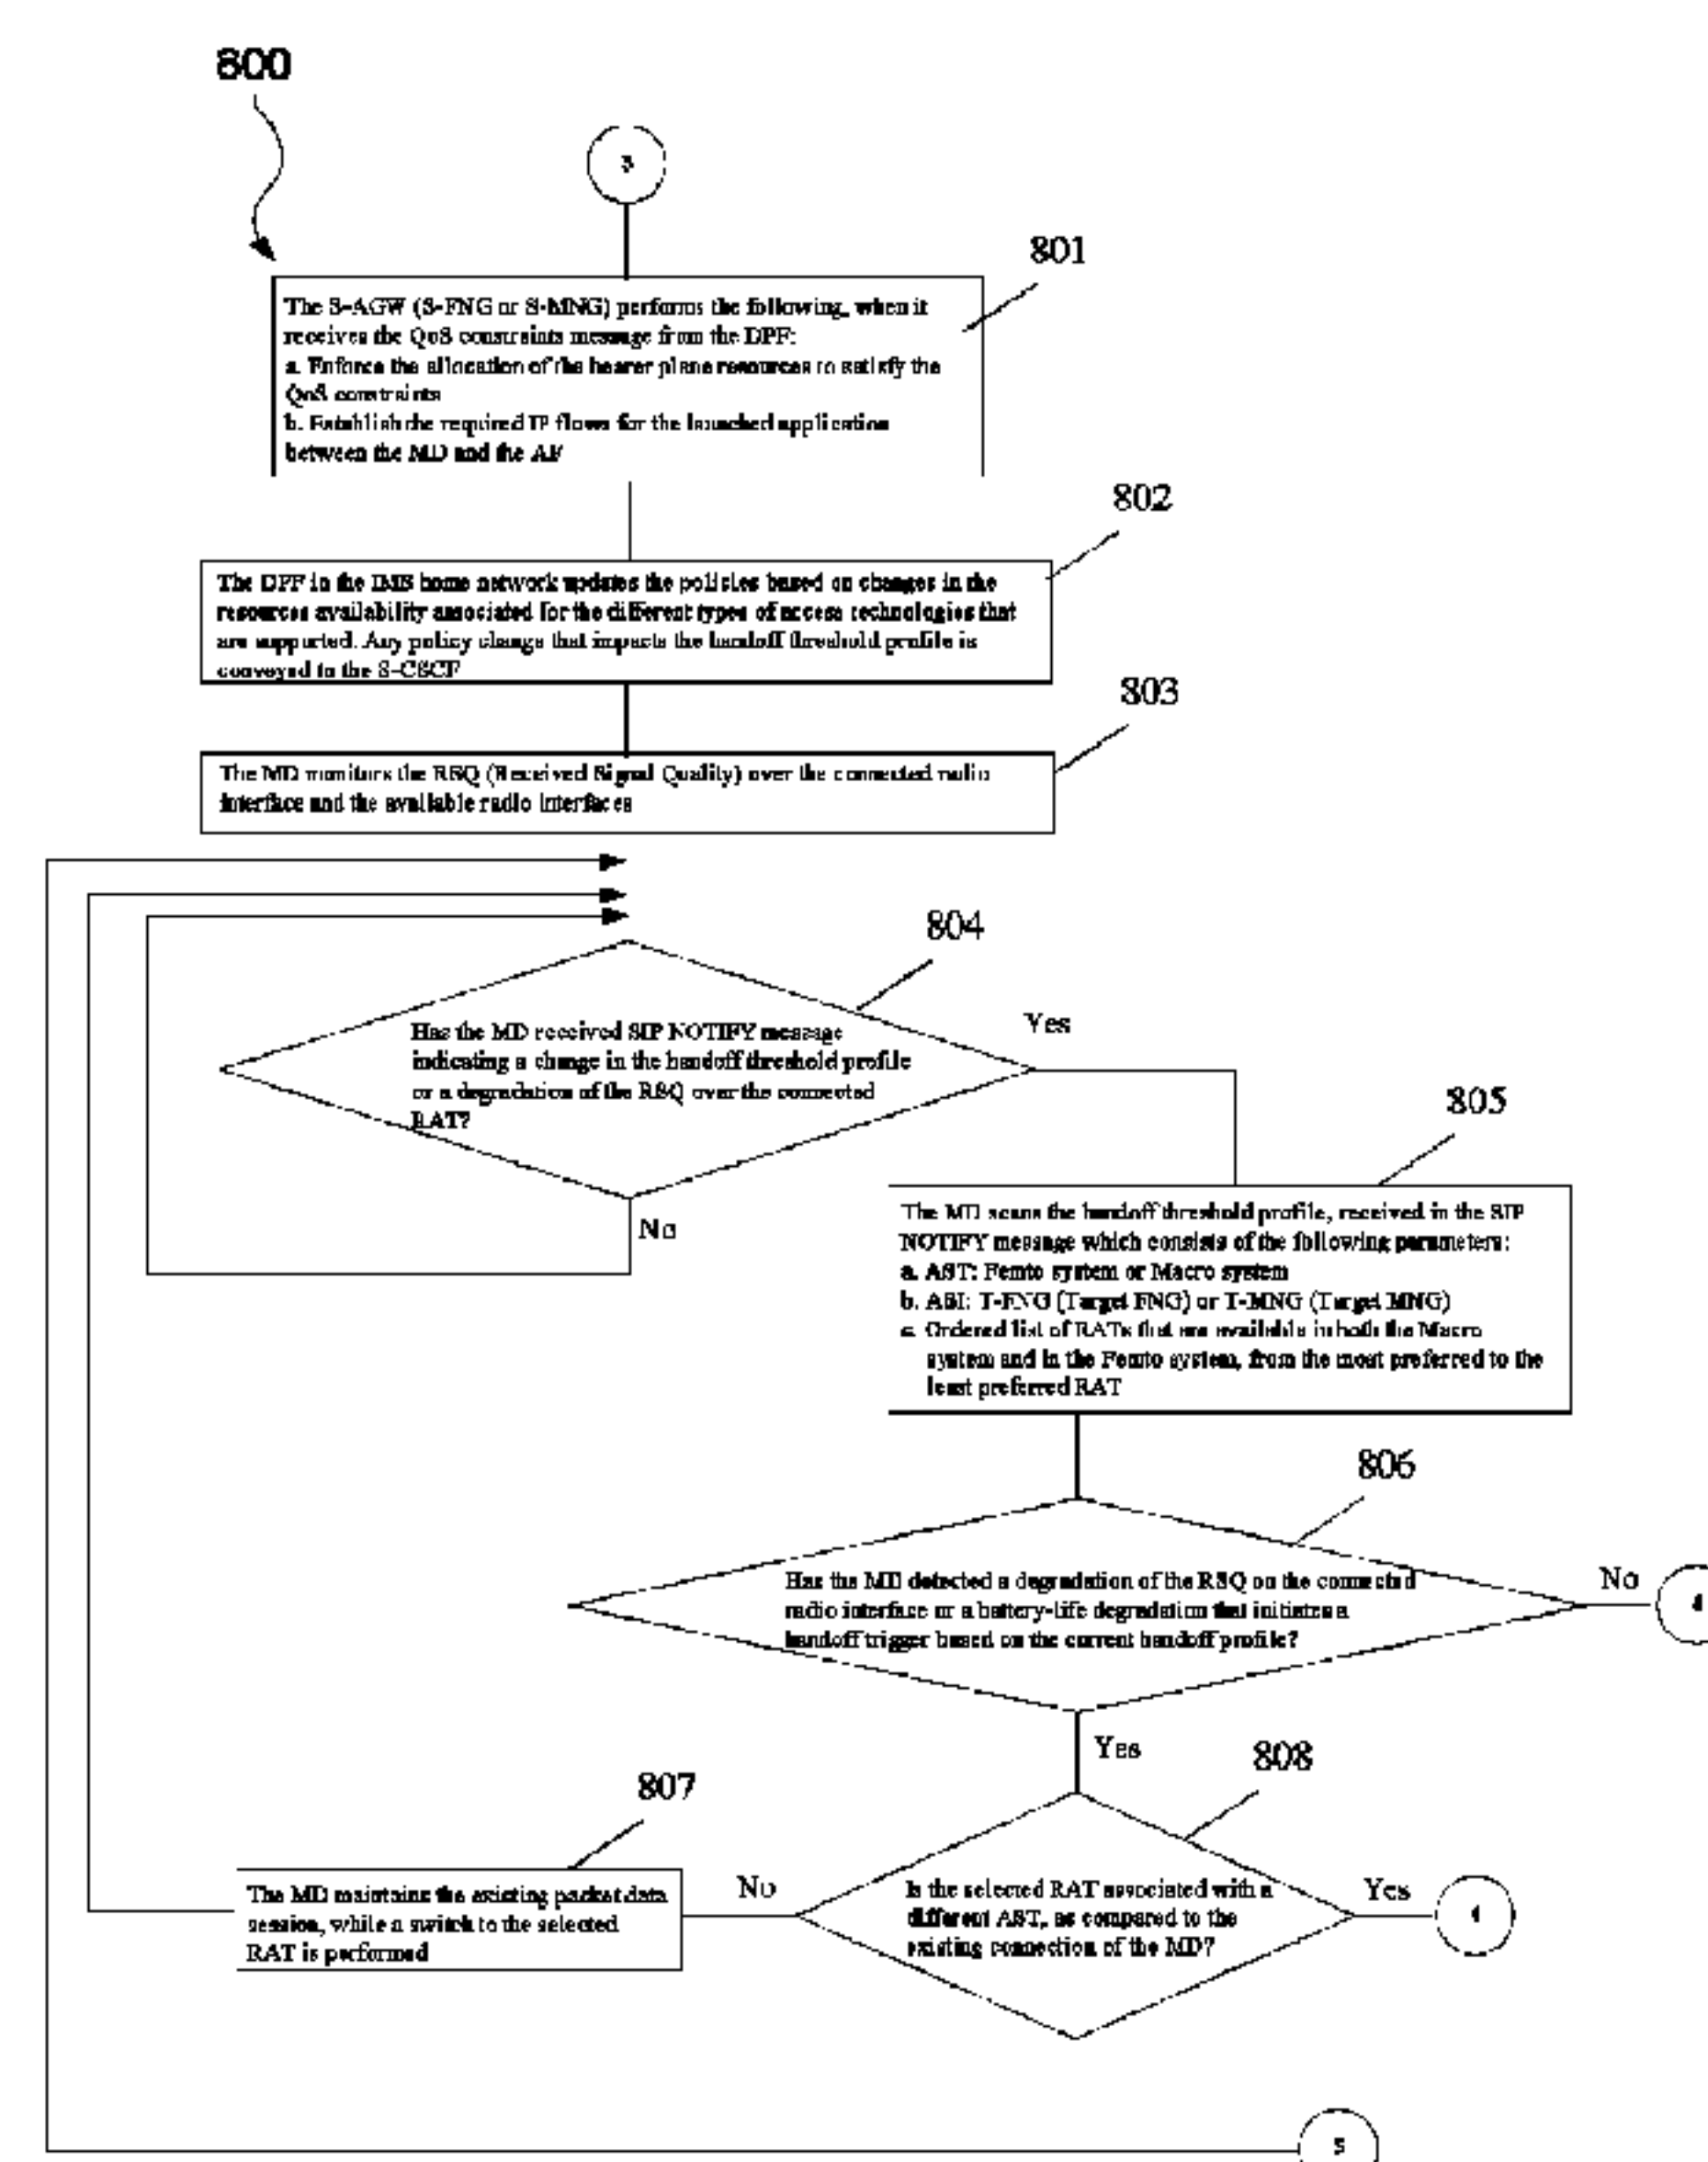 800
3
801
The S-AGW (S-FNG or S-MNG) performs the following, when it
receives the QoS constraints message from the DPF:
a. Enforce the allocation of the bearer plane resources to satisfy the
QoS constraints
b. Establish the required IP flows for the launched application
between the MD and the AF
802
The DPF in the IMS home network updates the policies based on changes in the
resources availability associated for the different types of access technologies that
are supported. Any policy change that impacts the handoff threshold profile is
conveyed to the S-CSCF
803
The MD monitors the RSQ (Received Signal Quality) over the connected radio
interface and the available radio interfaces
804
Has the MD received SIP NOTIFY message
indicating a change in the handoff threshold profile
or a degradation of the RSQ over the connected
RAT?
Yes
No
805
The MD scans the handoff threshold profile, received in the SIP
NOTIFY message which consists of the following parameters:
a. AST: Femto system or Macro system
b. ASI: T-FNG (Target FNG) or T-MNG (Target MNG)
c. Ordered list of RATs that are available in both the Macro
system and in the Femto system, from the most preferred to the
least preferred RAT
806
Has the MD detected a degradation of the RSQ on the connected
radio interface or a battery-life degradation that initiates a
handoff trigger based on the current handoff profile?
No
4
Yes
808
807
The MD maintains the existing packet data
session, while a switch to the selected
RAT is performed
No
Is the selected RAT associated with a
different AST, as compared to the
existing connection of the MD?
Yes
4
5